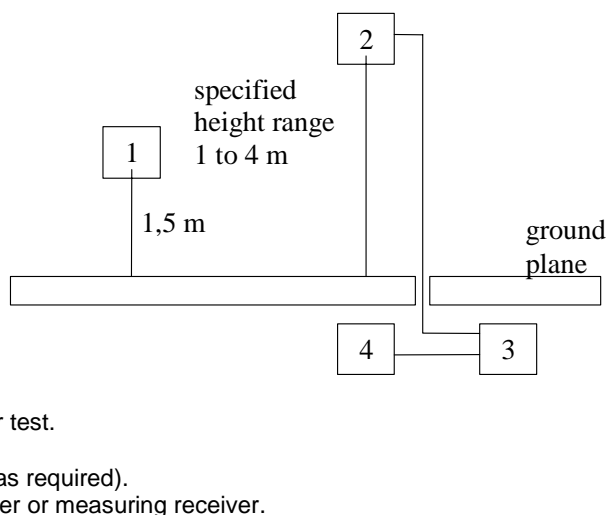 2
specified
height range
1 to 4 m
1
1,5 m
ground
plane
4
3
test.
as required).
er or measuring receiver.